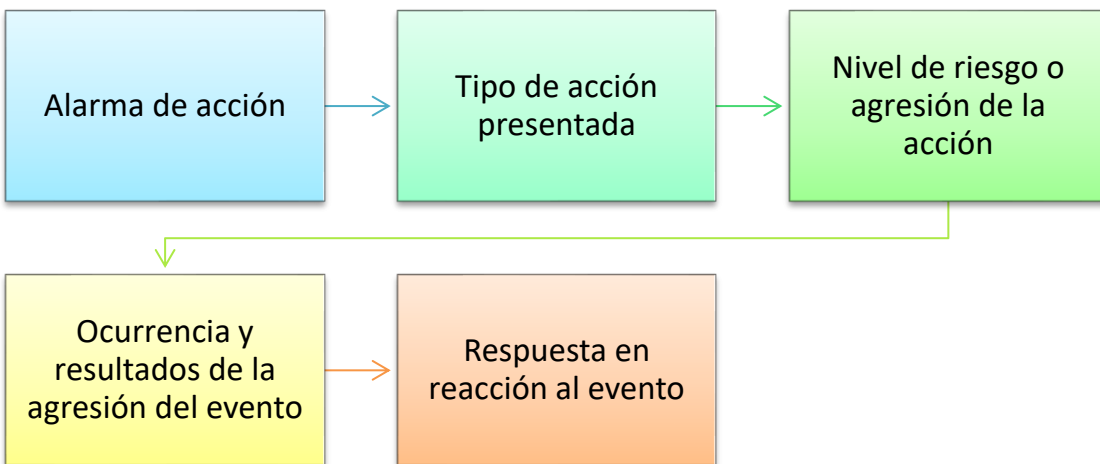 Alarma de acción
Tipo de acción
presentada
Nivel de riesgo o
agresión de la
acción
Ocurrencia y
resultados de la
agresión del evento
Respuesta en
reacción al evento